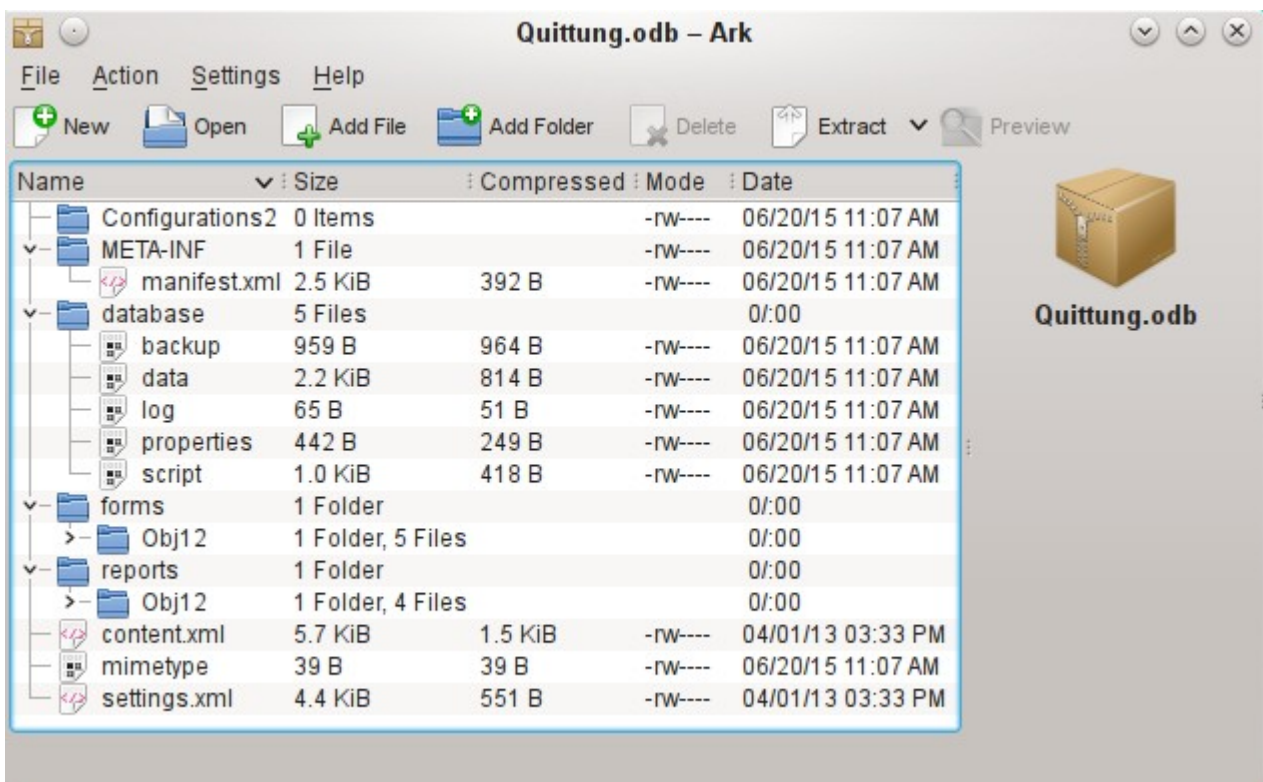 Quittung.odb – Ark
File Action Settings Help
New Open Add File Add Folder Delete Extract Preview
Name Size Compressed Mode Date
Configurations2 0 Items -rw---- 06/20/15 11:07 AM
META-INF 1 File -rw---- 06/20/15 11:07 AM
manifest.xml 2.5 KiB 392 B -rw---- 06/20/15 11:07 AM
database 5 Files 0/:00
backup 959 B 964 B -rw---- 06/20/15 11:07 AM
data 2.2 KiB 814 B -rw---- 06/20/15 11:07 AM
log 65 B 51 B -rw---- 06/20/15 11:07 AM
properties 442 B 249 B -rw---- 06/20/15 11:07 AM
script 1.0 KiB 418 B -rw---- 06/20/15 11:07 AM
forms 1 Folder 0/:00
Obj12 1 Folder, 5 Files 0/:00
reports 1 Folder 0/:00
Obj12 1 Folder, 4 Files 0/:00
content.xml 5.7 KiB 1.5 KiB -rw---- 04/01/13 03:33 PM
mimetype 39 B 39 B -rw---- 06/20/15 11:07 AM
settings.xml 4.4 KiB 551 B -rw---- 04/01/13 03:33 PM
Quittung.odb